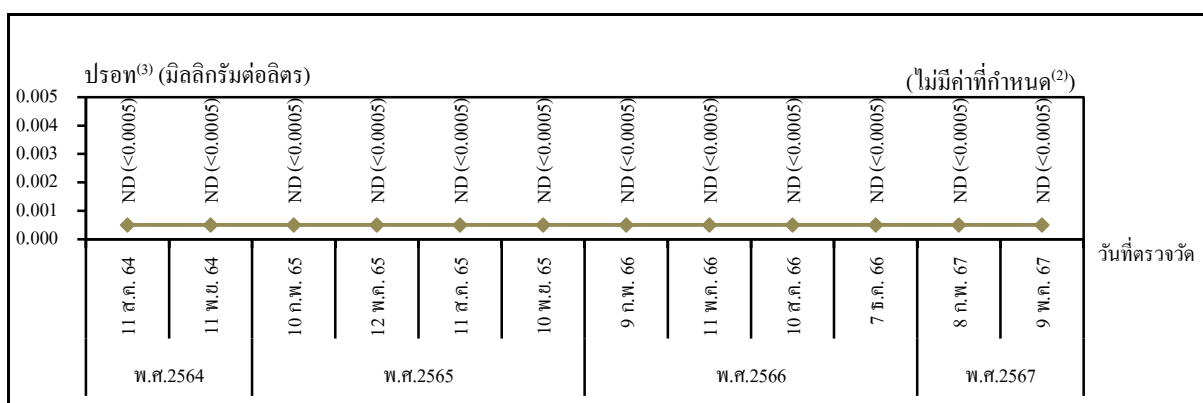 ปรอท(3) (มิลลิกรัมต่อลิตร)
(ไม่มีค่าที่กำหนด(2))
0.005
0.004
0.003
0.002
0.001
0.000
ND (<0.0005)
ND (<0.0005)
ND (<0.0005)
ND (<0.0005)
ND (<0.0005)
ND (<0.0005)
ND (<0.0005)
ND (<0.0005)
ND (<0.0005)
ND (<0.0005)
ND (<0.0005)
ND (<0.0005)
วันที่ตรวจวัด
11 ส.ค. 64
11 พ.ย. 64
10 ก.พ. 65
12 พ.ค. 65
11 ส.ค. 65
10 พ.ย. 65
9 ก.พ. 66
11 พ.ค. 66
10 ส.ค. 66
7 ธ.ค. 66
8 ก.พ. 67
9 พ.ค. 67
พ.ศ.2564
พ.ศ.2565
พ.ศ.2566
พ.ศ.2567